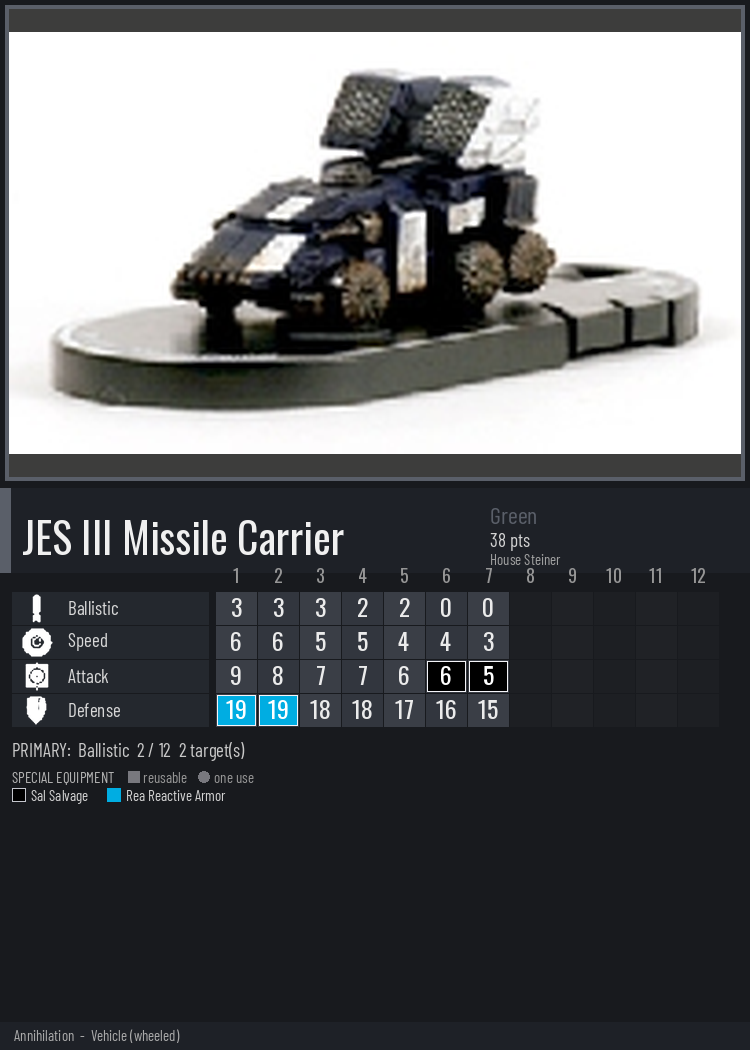 JES III Missile Carrier
Green
38 pts
House Steiner
1 2 3 4 5 6 7 8 9 10 11 12
Ballistic 3 3 3 2 2 0 0
Speed 6 6 5 5 4 4 3
Attack 9 8 7 7 6 6 5
Defense 19 19 18 18 17 16 15
PRIMARY: Ballistic 2 / 12 2 target(s)
SPECIAL EQUIPMENT reusable one use
Sal Salvage Rea Reactive Armor
Annihilation - Vehicle (wheeled)